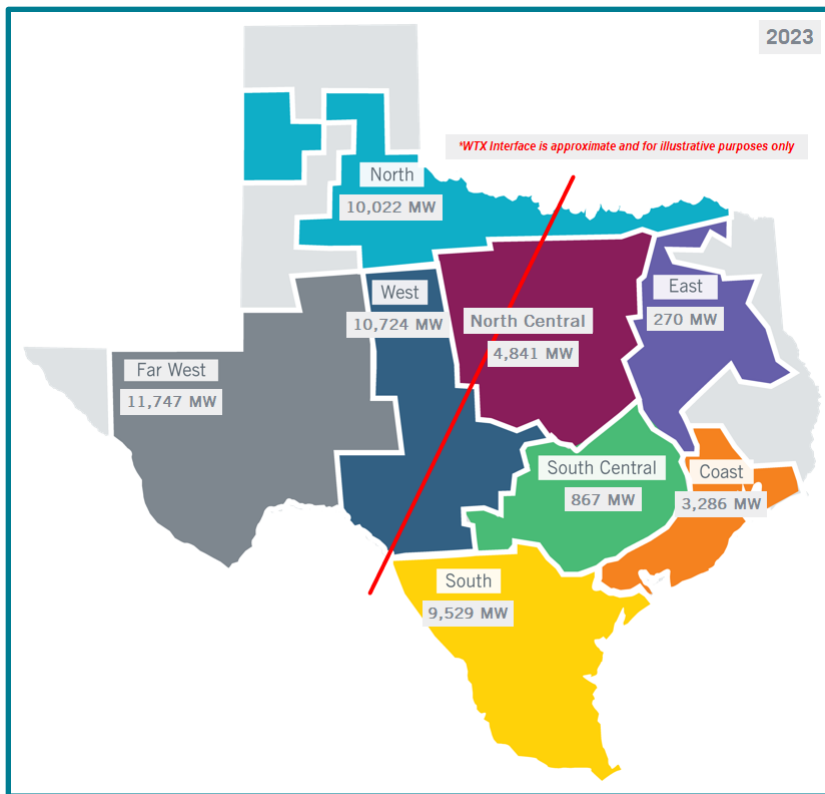 2023
*WTX Interface is approximate and for illustrative purposes only
North
10,022 MW
West
10,724 MW
North Central
4,841 MW
East
270 MW
Far West
11,747 MW
South Central
867 MW
Coast
3,286 MW
South
9,529 MW